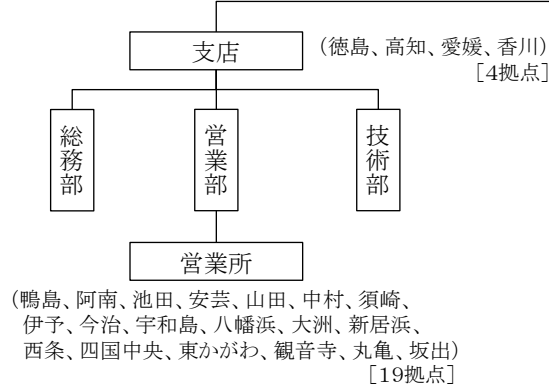 支店
(徳島、高知、愛媛、香川)
[4拠点]
総務部
営業部
技術部
営業所
(鴨島、阿南、池田、安芸、山田、中村、須崎、
伊予、今治、宇和島、八幡浜、大洲、新居浜、
西条、四国中央、東かがわ、観音寺、丸亀、坂出)
[19拠点]